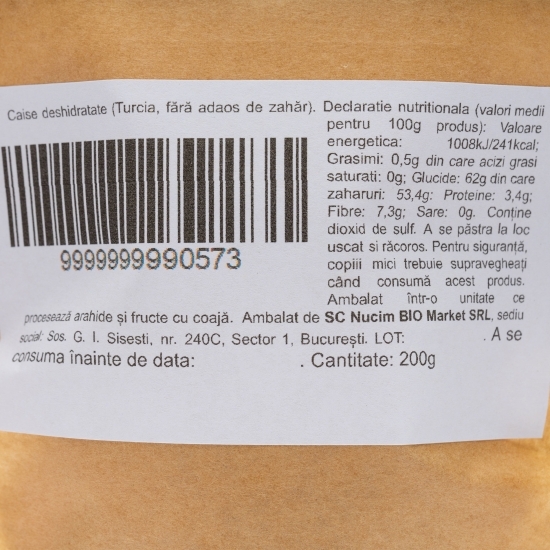 Caise deshidratate (Turcia, fără adaos de zahăr). Declaratie nutritionala (valori medii
pentru 100g produs): Valoare
energetica: 1008kJ/241kcal;
Grasimi: 0,5g din care acizi grasi
saturati: 0g; Glucide: 62g din care
zaharuri: 53,4g: Proteine: 3,4g;
Fibre: 7,3g; Sare: 0g. Conține
dioxid de sulf. A se păstra la loc
uscat si răcoros. Pentru siguranță,
copiii mici trebuie supravegheați
când consumă acest produs.
Ambalat într-o unitate ce
9999999990573
procesează arahide și fructe cu coajă. Ambalat de SC Nucim BIO Market SRL, sediu
social: Sos. G. I. Sisesti, nr. 240C, Sector 1, București. LOT: . A se
consuma înainte de data: . Cantitate: 200g